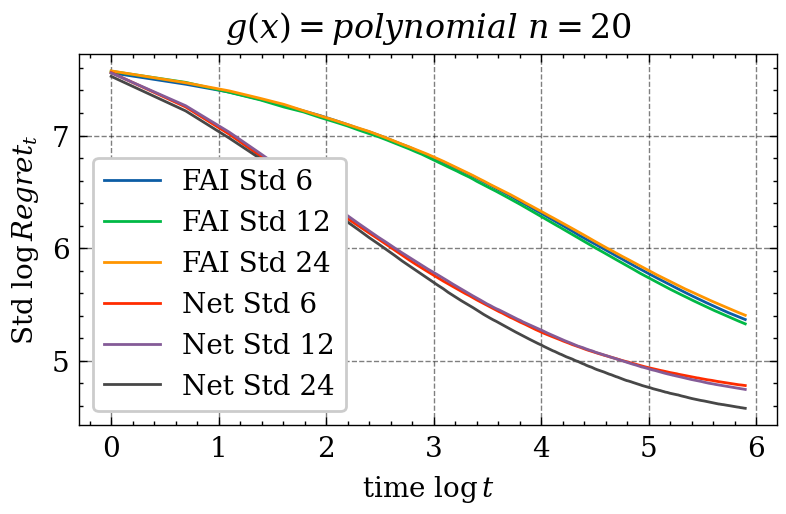 g(x) = polynomial n = 20
Std log Regret_t
7
6
5
FAI Std 6
FAI Std 12
FAI Std 24
Net Std 6
Net Std 12
Net Std 24
0 1 2 3 4 5 6
time log t